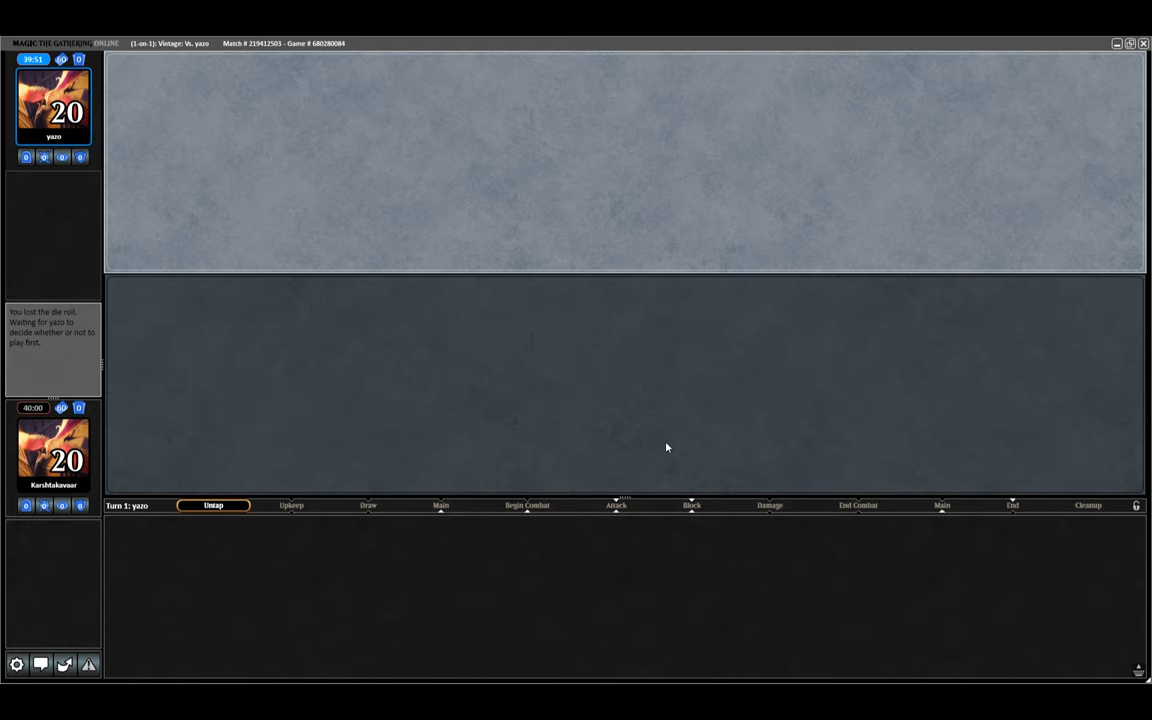 MAGIC THE GATHERING ONLINE (1-on-1): Vintage: Vs. yazo Match # 219412503 - Game # 680280084
39:51 60 0
20
yazo
0 0 0 0
You lost the die roll.
Waiting for yazo to
decide whether or not to
play first.
40:00 60 0
20
Karshtakavaar
0 0 0 0
Turn 1: yazo Untap Upkeep Draw Main Begin Combat Attack Block Damage End Combat Main End Cleanup